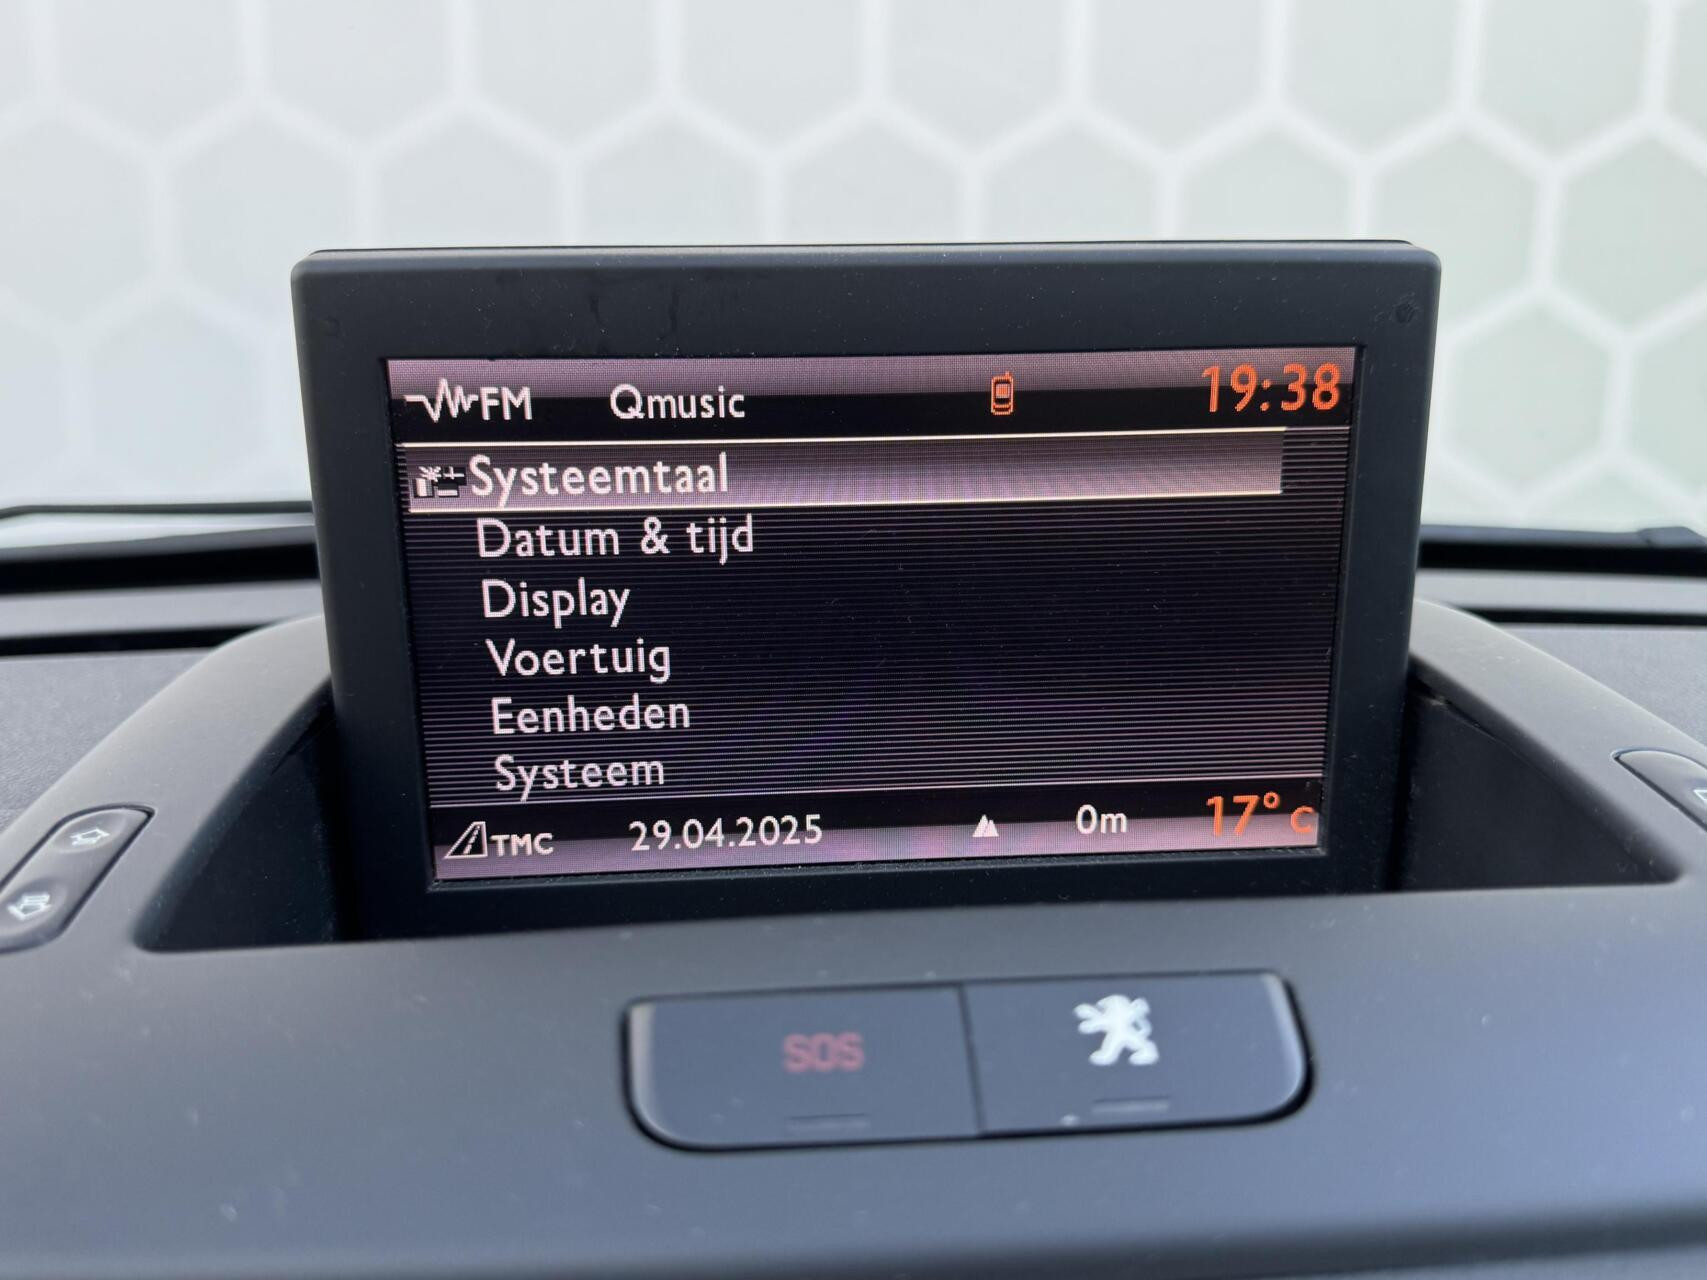 FM Qmusic 19:38
Systeemtaal
Datum & tijd
Display
Voertuig
Eenheden
Systeem
TMC 29.04.2025 0m 17° C
SOS